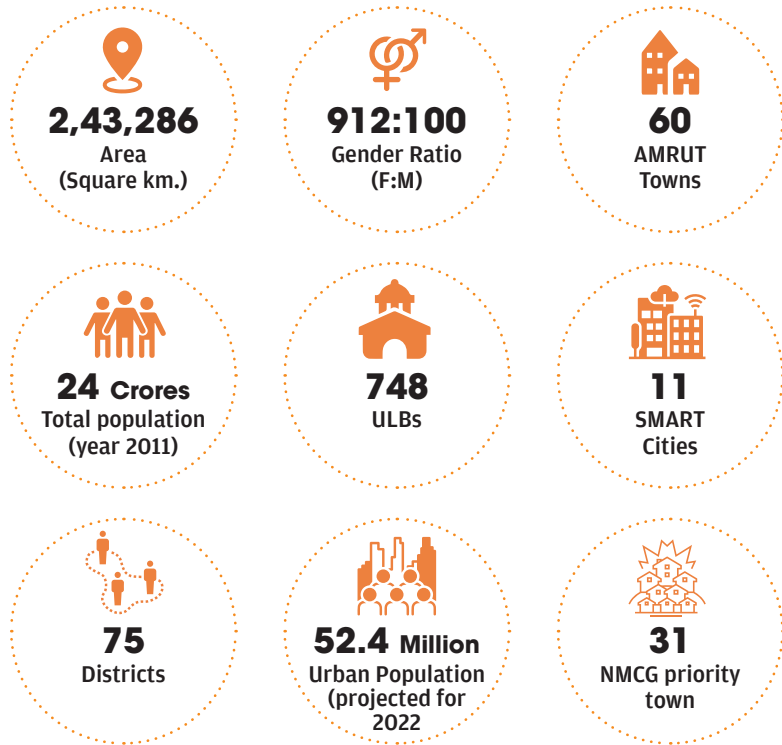 2,43,286
Area
(Square km.)
912:100
Gender Ratio
(F:M)
60
AMRUT
Towns
24 Crores
Total population
(year 2011)
748
ULBs
11
SMART
Cities
75
Districts
52.4 Million
Urban Population
(projected for
2022
31
NMCG priority
town